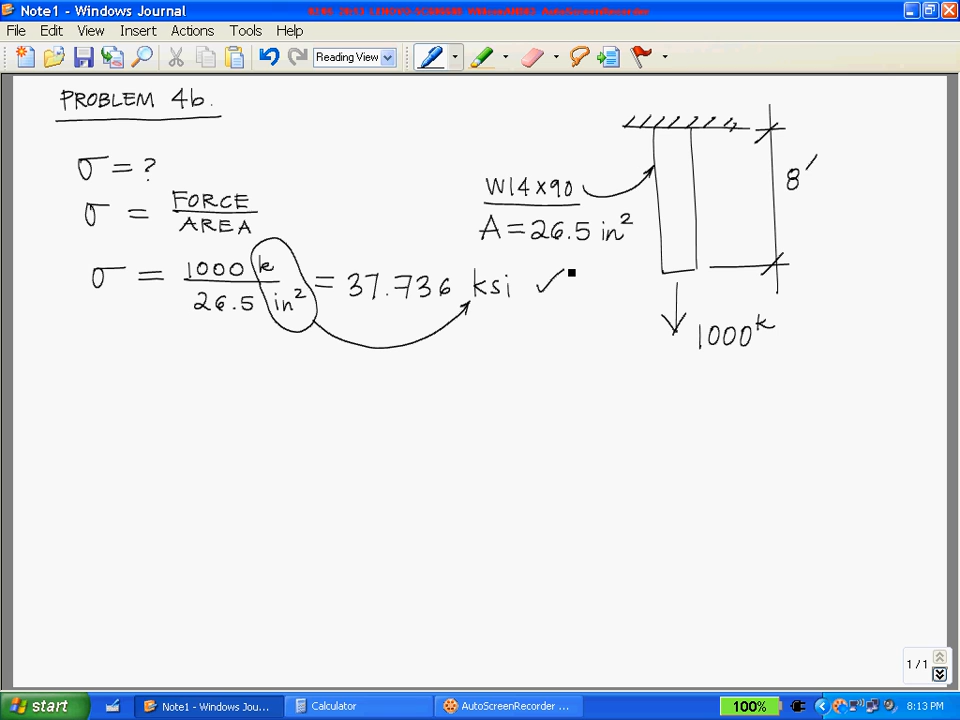 Note1 - Windows Journal
File Edit View Insert Actions Tools Help
Reading View
PROBLEM 4b.
σ = ?
σ = FORCE
AREA
σ = 1000 k
26.5 in²
= 37.736 ksi ✓
W14x90
A = 26.5 in²
8'
1000k
1 / 1
start
Note1 - Windows Jou...
Calculator
AutoScreenRecorder ...
100%
8:13 PM